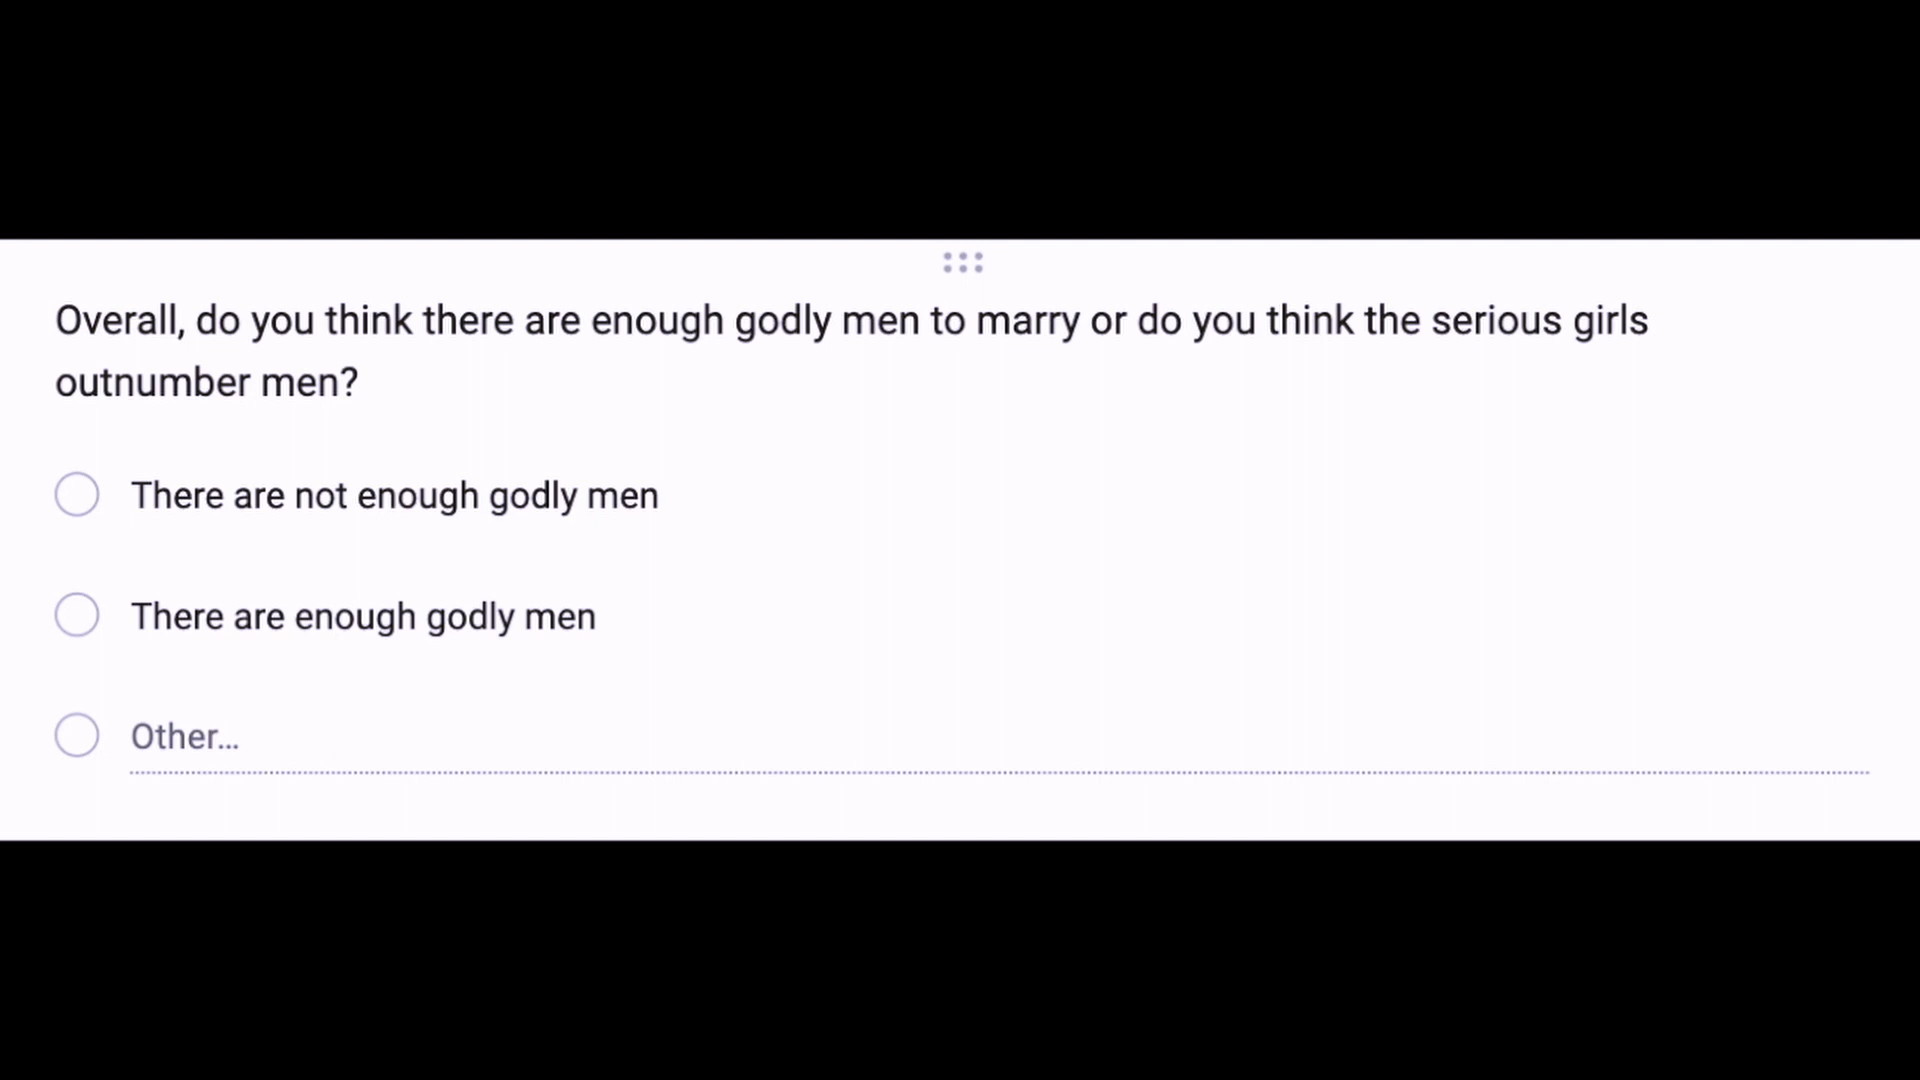 Overall, do you think there are enough godly men to marry or do you think the serious girls
outnumber men?
There are not enough godly men
There are enough godly men
Other...